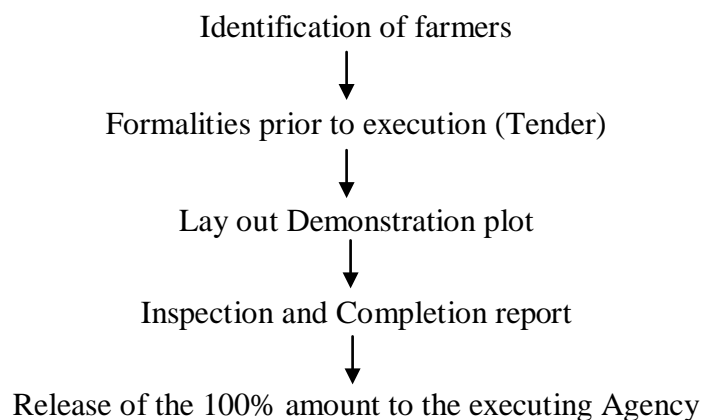 Identification of farmers
Formalities prior to execution (Tender)
Lay out Demonstration plot
Inspection and Completion report
Release of the 100% amount to the executing Agency